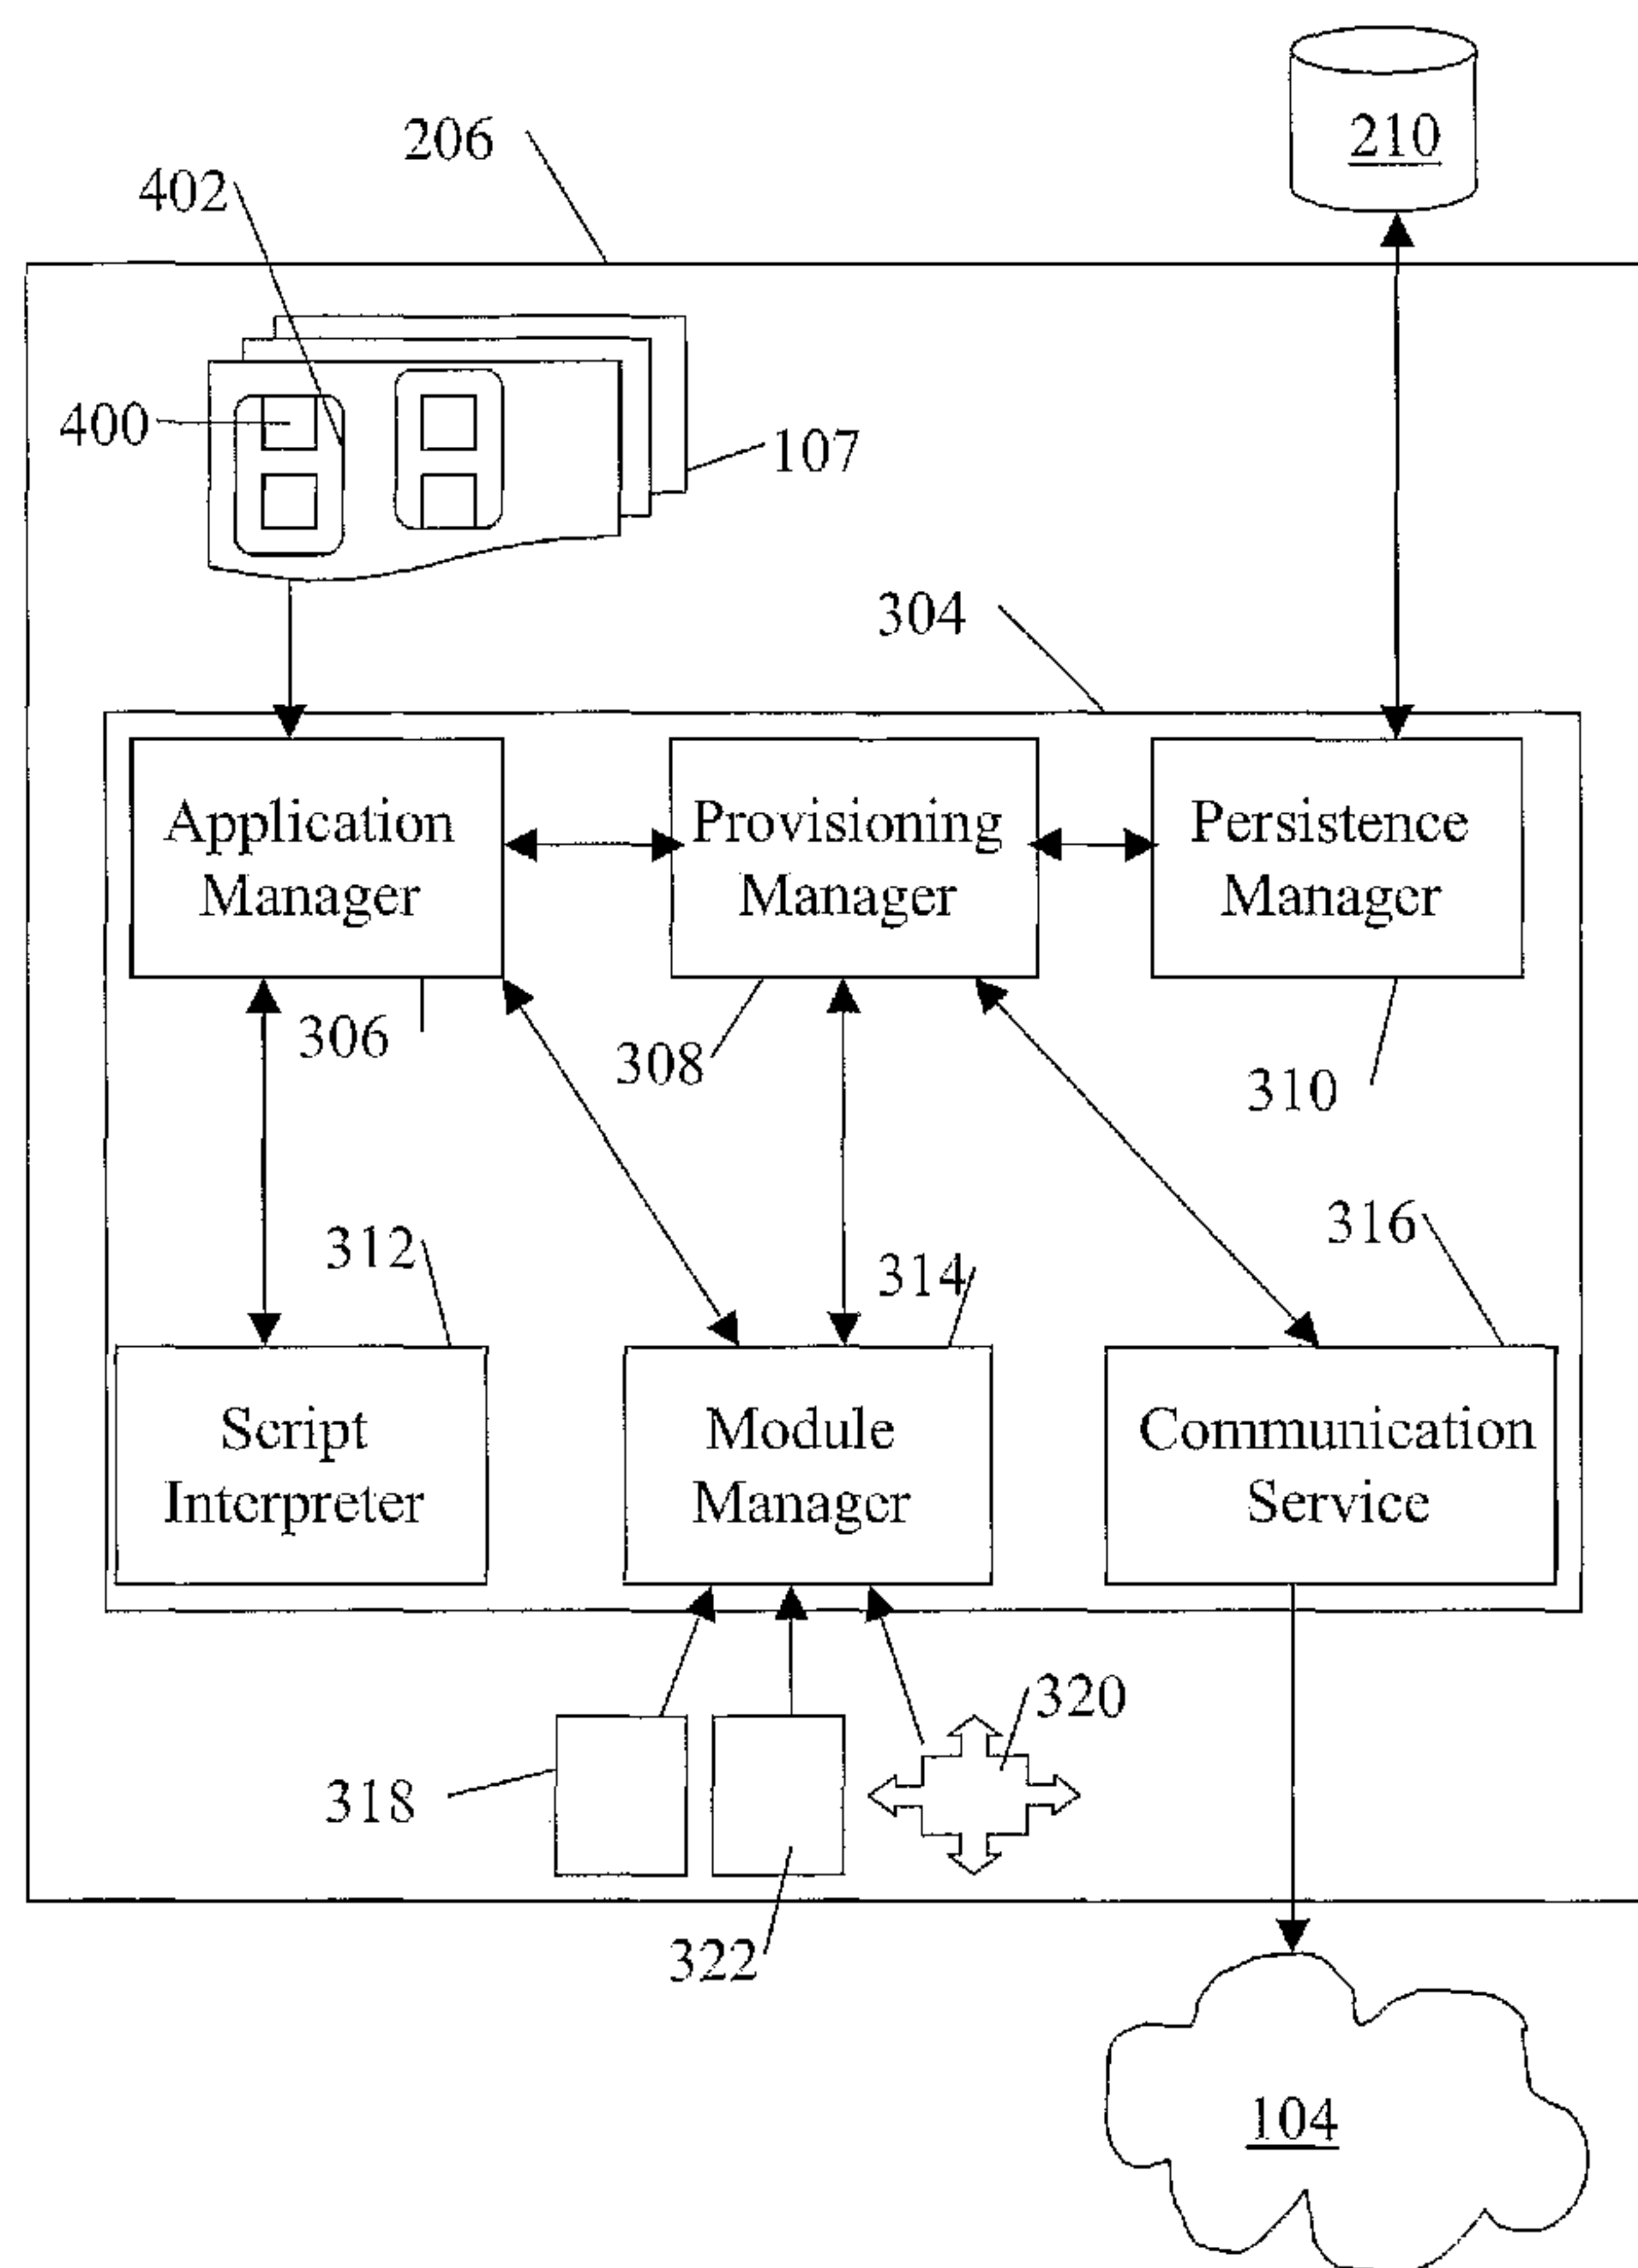 210
206
402
400
107
304
Application
Manager
Provisioning
Manager
Persistence
Manager
306
308
310
312
314
316
Script
Interpreter
Module
Manager
Communication
Service
320
318
322
104